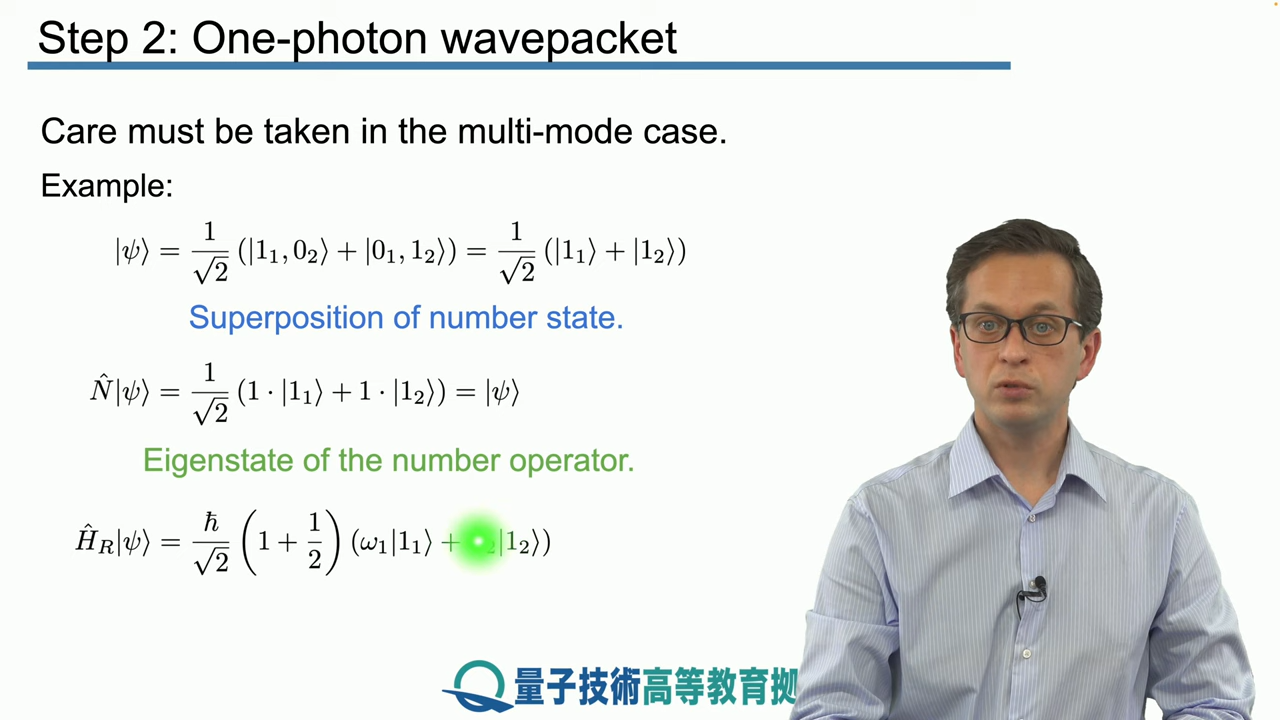 Step 2: One-photon wavepacket
Care must be taken in the multi-mode case.
Example:
|ψ⟩ = 1/√2 (|1₁, 0₂⟩ + |0₁, 1₂⟩) = 1/√2 (|1₁⟩ + |1₂⟩)
Superposition of number state.
N̂|ψ⟩ = 1/√2 (1 · |1₁⟩ + 1 · |1₂⟩) = |ψ⟩
Eigenstate of the number operator.
Ĥ_R|ψ⟩ = ħ/√2 (1 + 1/2) (ω₁|1₁⟩ + ₂|1₂⟩)
量子技術高等教育拠